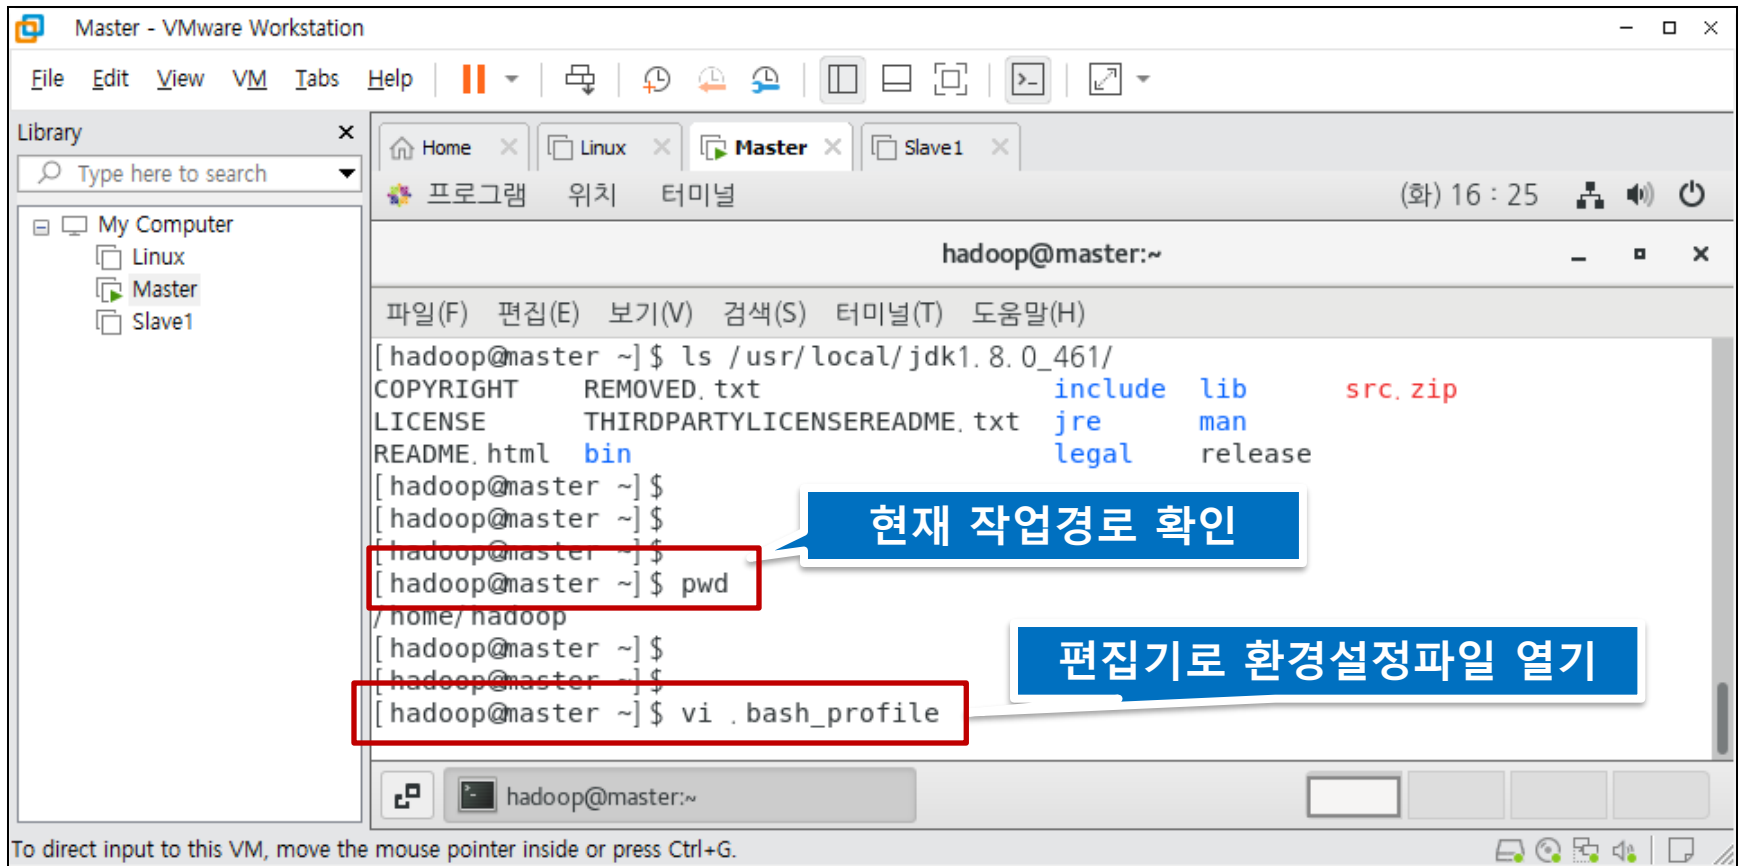 Master - VMware Workstation
File Edit View VM Tabs Help
Library
Home Linux Master Slave1
Type here to search
프로그램 위치 터미널 (화) 16 : 25
My Computer
Linux
Master
Slave1
hadoop@master:~
파일(F) 편집(E) 보기(V) 검색(S) 터미널(T) 도움말(H)
[hadoop@master ~]$ ls /usr/local/jdk1.8.0_461/
COPYRIGHT REMOVED.txt include lib src.zip
LICENSE THIRDPARTYLICENSEREADME.txt jre man
README.html bin legal release
[hadoop@master ~]$
[hadoop@master ~]$
[hadoop@master ~]$
[hadoop@master ~]$ pwd
/home/hadoop
[hadoop@master ~]$
[hadoop@master ~]$
[hadoop@master ~]$ vi .bash_profile
현재 작업경로 확인
편집기로 환경설정파일 열기
hadoop@master:~
To direct input to this VM, move the mouse pointer inside or press Ctrl+G.